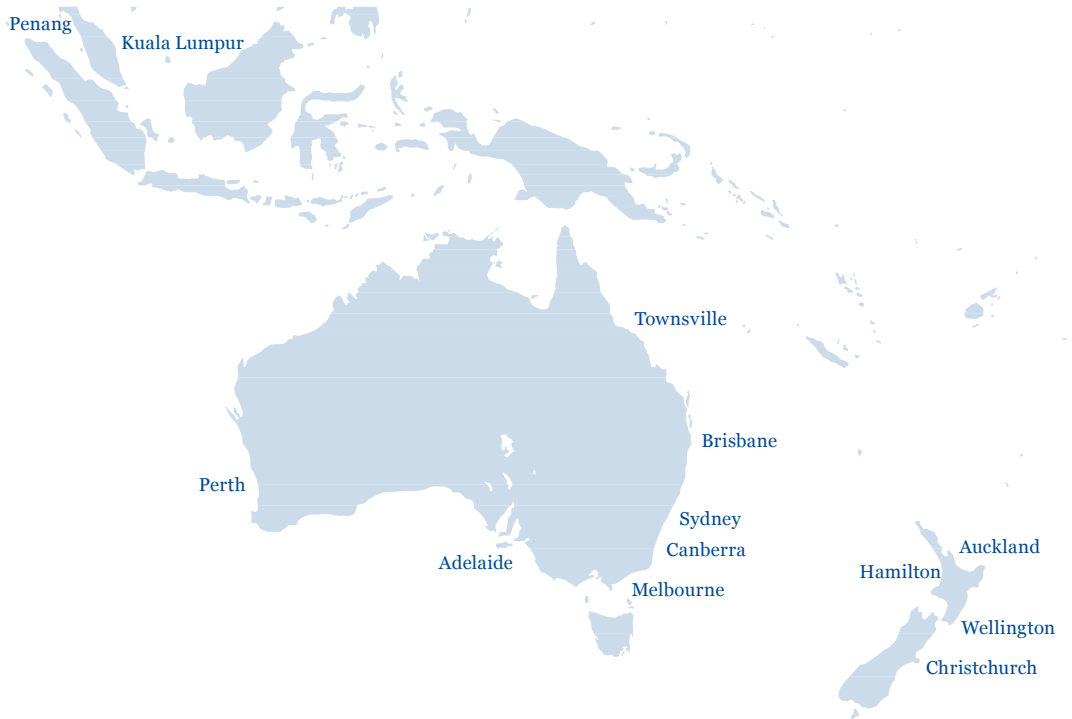 Penang
Kuala Lumpur
Townsville
Brisbane
Perth
Sydney
Auckland
Canberra
Adelaide
Hamilton
Melbourne
Wellington
Christchurch